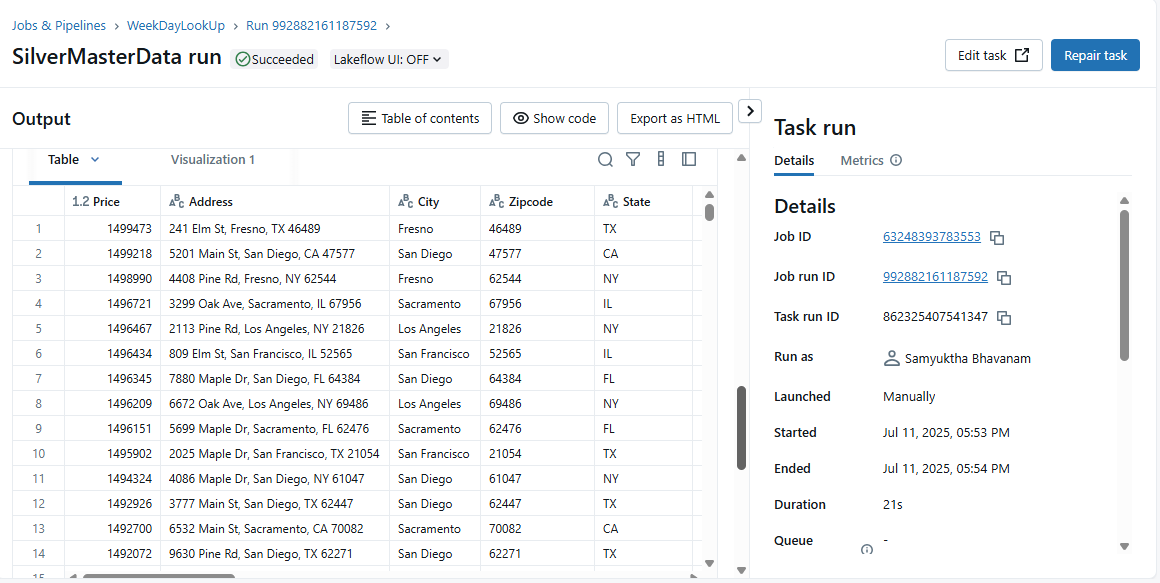 Jobs & Pipelines > WeekDayLookUp > Run 992882161187592 >
SilverMasterData run Succeeded Lakeflow UI: OFF
Edit task Repair task
Output
Table of contents Show code Export as HTML
Table Visualization 1
1.2 Price ABC Address ABC City ABC Zipcode ABC State
1 1499473 241 Elm St, Fresno, TX 46489 Fresno 46489 TX
2 1499218 5201 Main St, San Diego, CA 47577 San Diego 47577 CA
3 1498990 4408 Pine Rd, Fresno, NY 62544 Fresno 62544 NY
4 1496721 3299 Oak Ave, Sacramento, IL 67956 Sacramento 67956 IL
5 1496467 2113 Pine Rd, Los Angeles, NY 21826 Los Angeles 21826 NY
6 1496434 809 Elm St, San Francisco, IL 52565 San Francisco 52565 IL
7 1496345 7880 Maple Dr, San Diego, FL 64384 San Diego 64384 FL
8 1496209 6672 Oak Ave, Los Angeles, NY 69486 Los Angeles 69486 NY
9 1496151 5699 Maple Dr, Sacramento, FL 62476 Sacramento 62476 FL
10 1495902 2025 Maple Dr, San Francisco, TX 21054 San Francisco 21054 TX
11 1494324 4086 Maple Dr, San Diego, NY 61047 San Diego 61047 NY
12 1492926 3777 Main St, San Diego, TX 62447 San Diego 62447 TX
13 1492700 6532 Main St, Sacramento, CA 70082 Sacramento 70082 CA
14 1492072 9630 Pine Rd, San Diego, TX 62271 San Diego 62271 TX
15
Task run
Details Metrics
Details
Job ID 63248393783553
Job run ID 992882161187592
Task run ID 862325407541347
Run as Samyuktha Bhavanam
Launched Manually
Started Jul 11, 2025, 05:53 PM
Ended Jul 11, 2025, 05:54 PM
Duration 21s
Queue -